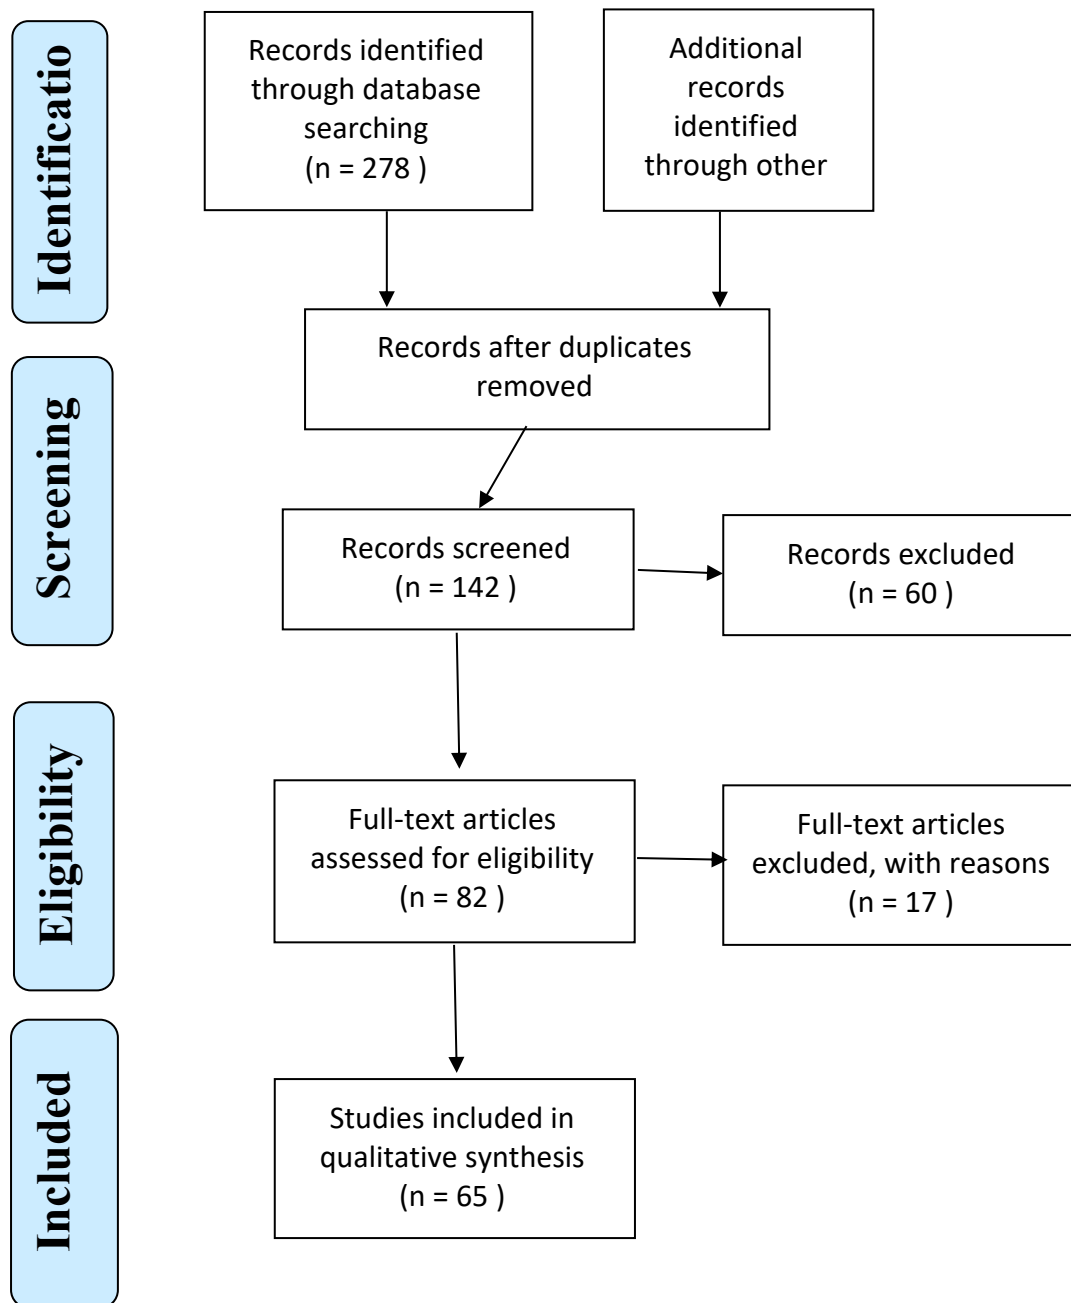 Identificatio
Records identified
through database
searching
(n = 278 )
Additional
records
identified
through other
Records after duplicates
removed
Screening
Records screened
(n = 142 )
Records excluded
(n = 60 )
Eligibility
Full-text articles
assessed for eligibility
(n = 82 )
Full-text articles
excluded, with reasons
(n = 17 )
Included
Studies included in
qualitative synthesis
(n = 65 )